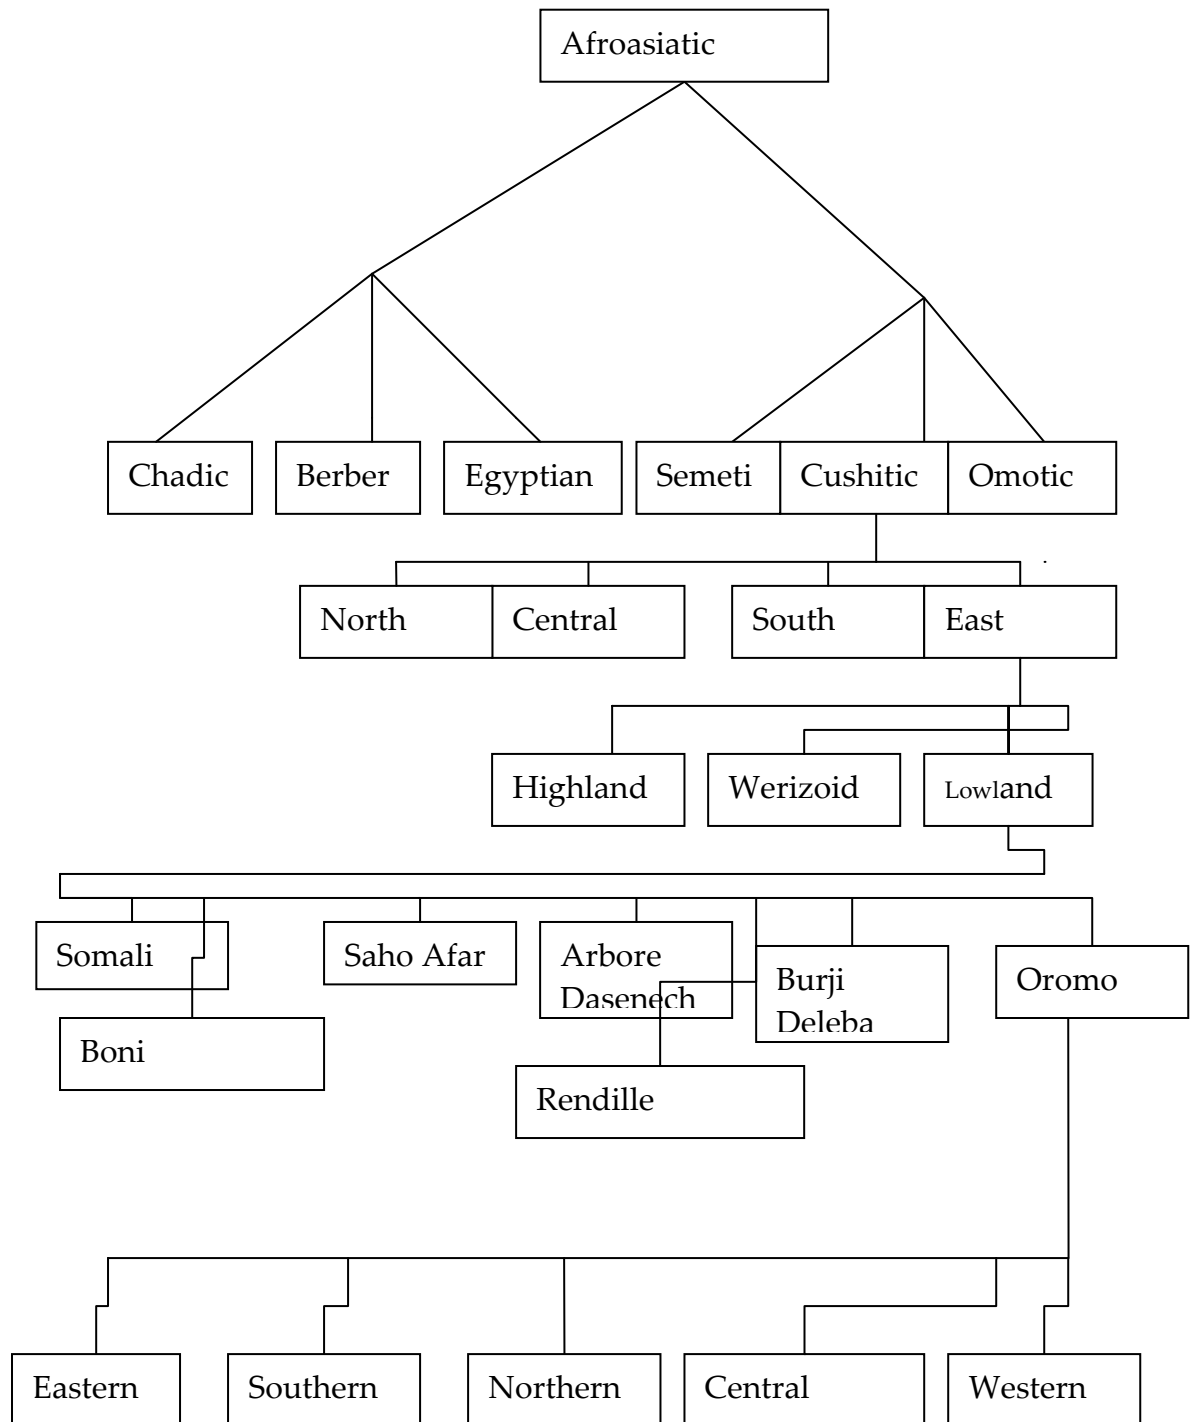 Afroasiatic
Chadic
Berber
Egyptian
Semeti
Cushitic
Omotic
North
Central
South
East
Highland
Werizoid
Lowland
Somali
Saho Afar
Arbore
Dasenech
Burji
Deleba
Oromo
Boni
Rendille
Eastern
Southern
Northern
Central
Western